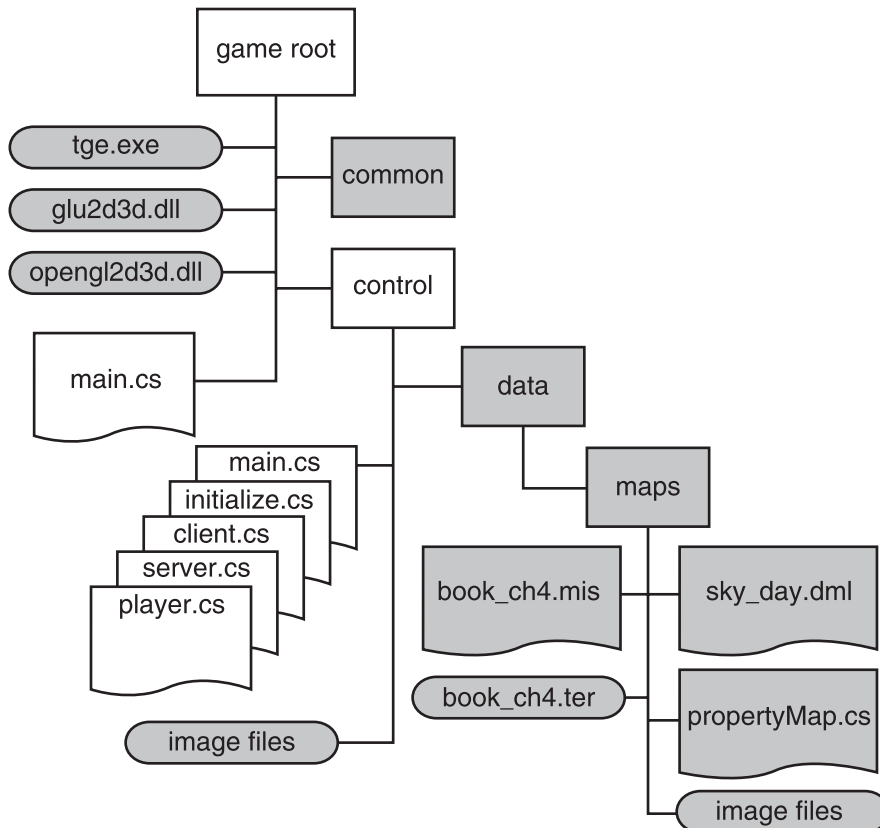 game root
tge.exe
common
glu2d3d.dll
opengl2d3d.dll
control
main.cs
data
main.cs
initialize.cs
client.cs
server.cs
player.cs
maps
book_ch4.mis
sky_day.dml
book_ch4.ter
propertyMap.cs
image files
image files